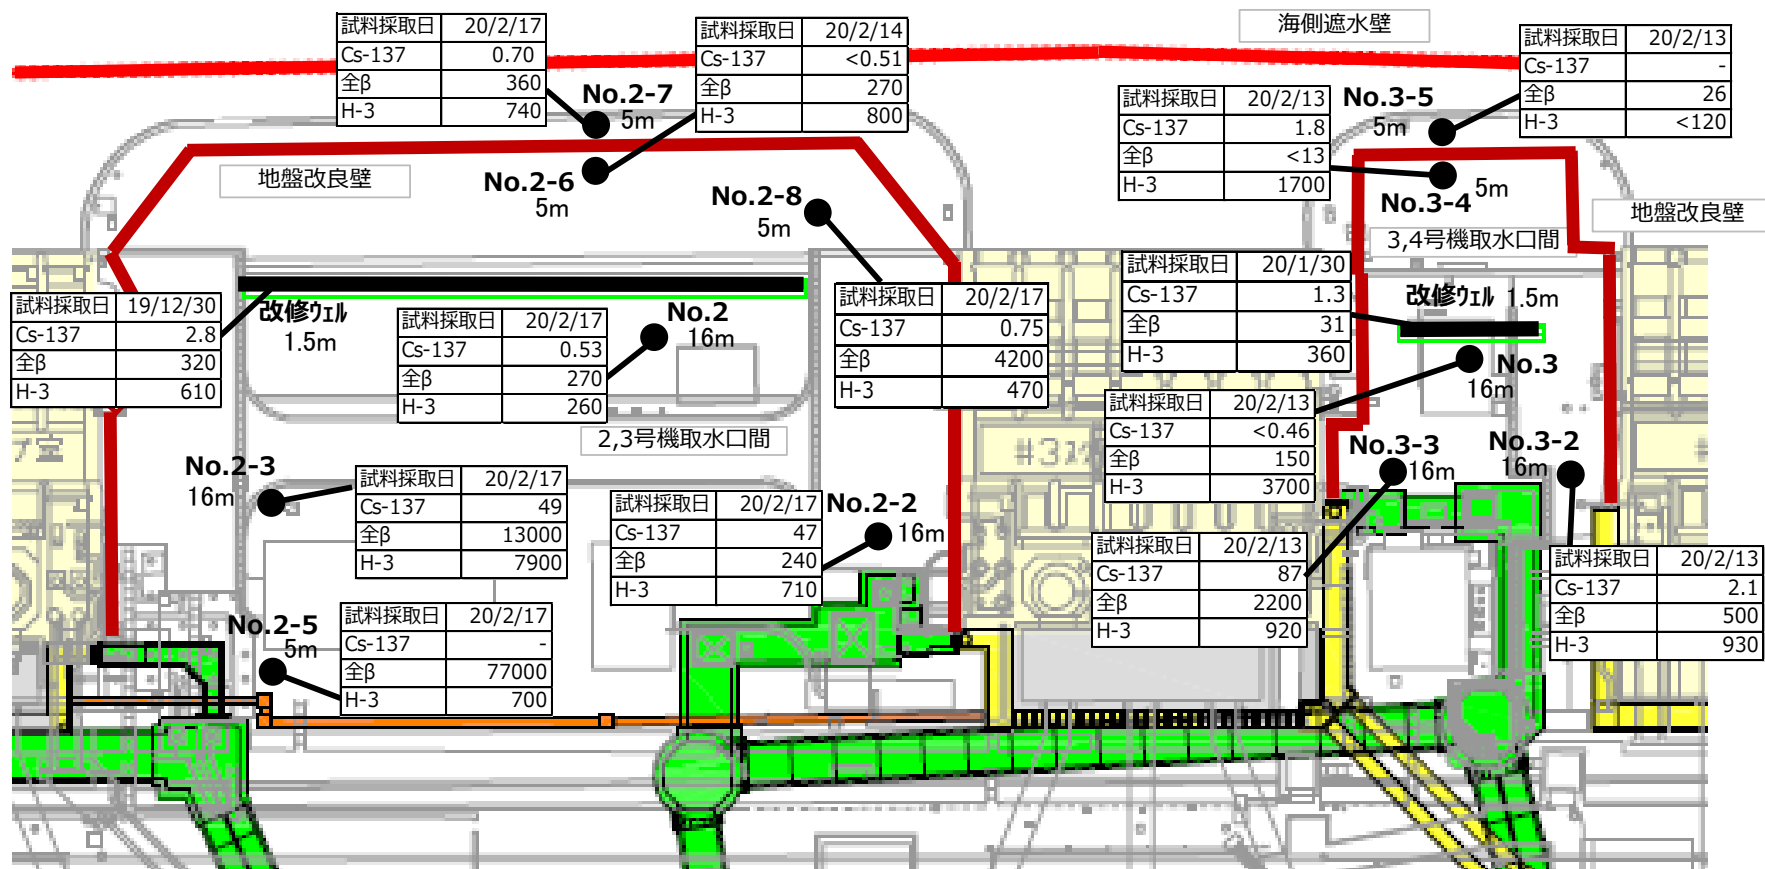 試料採取日 20/2/17
Cs-137 0.70
全β 360
H-3 740
試料採取日 20/2/14
Cs-137 <0.51
全β 270
H-3 800
海側遮水壁
試料採取日 20/2/13
Cs-137 -
全β 26
H-3 <120
No.2-7
5m
試料採取日 20/2/13
Cs-137 1.8
全β <13
H-3 1700
No.3-5
5m
地盤改良壁
No.2-6
5m
No.2-8
5m
5m
No.3-4
地盤改良壁
3,4号機取水口間
試料採取日 19/12/30
Cs-137 2.8
全β 320
H-3 610
改修ウェル
1.5m
試料採取日 20/2/17
Cs-137 0.53
全β 270
H-3 260
No.2
16m
試料採取日 20/2/17
Cs-137 0.75
全β 4200
H-3 470
試料採取日 20/1/30
Cs-137 1.3
全β 31
H-3 360
改修ウェル 1.5m
No.3
16m
試料採取日 20/2/13
Cs-137 <0.46
全β 150
H-3 3700
2,3号機取水口間
No.2-3
16m
試料採取日 20/2/17
Cs-137 49
全β 13000
H-3 7900
試料採取日 20/2/17
Cs-137 47
全β 240
H-3 710
No.2-2
16m
No.3-3
16m
No.3-2
16m
試料採取日 20/2/13
Cs-137 87
全β 2200
H-3 920
試料採取日 20/2/13
Cs-137 2.1
全β 500
H-3 930
No.2-5
5m
試料採取日 20/2/17
Cs-137 -
全β 77000
H-3 700